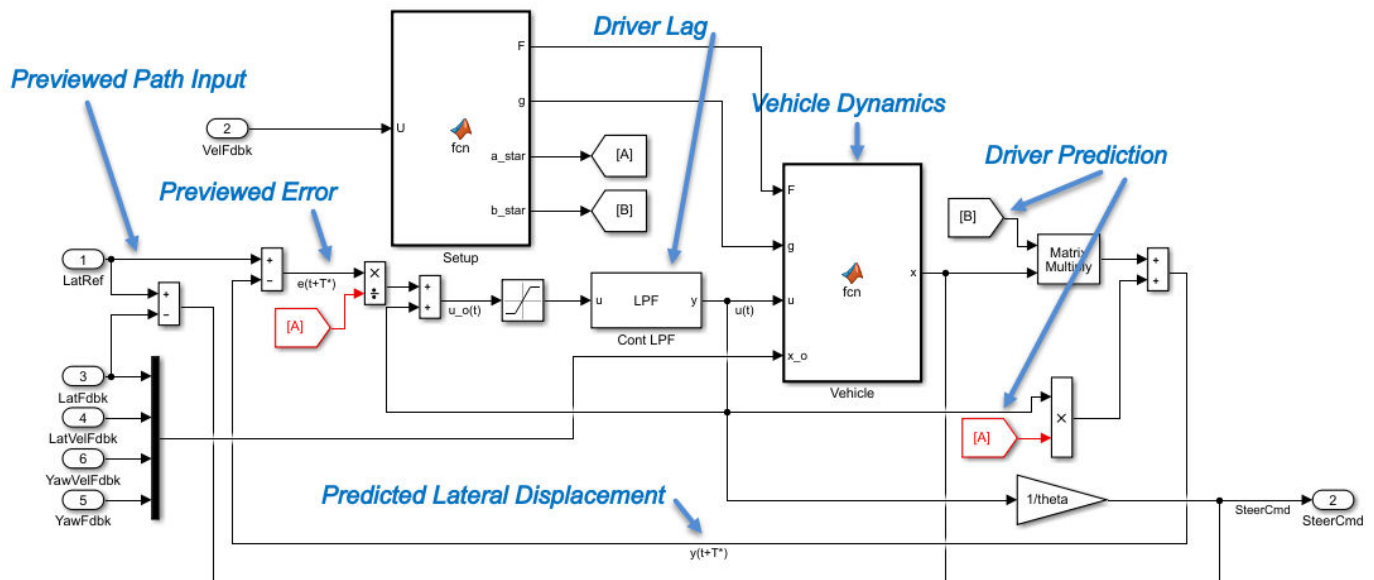 Driver Lag
Previewed Path Input
Vehicle Dynamics
Driver Prediction
Previewed Error
Predicted Lateral Displacement
F
g
U
fcn
a_star
b_star
Setup
2
VelFdbk
[A]
[B]
1
LatRef
+
−
+
−
e(t+T*)
×
÷
[A]
+
+
u_o(t)
u
LPF
y
Cont LPF
u(t)
F
g
u
x_o
fcn
x
Vehicle
[B]
Matrix
Multiply
+
+
[A]
×
3
LatFdbk
4
LatVelFdbk
6
YawVelFdbk
5
YawFdbk
1/theta
SteerCmd
2
SteerCmd
y(t+T*)